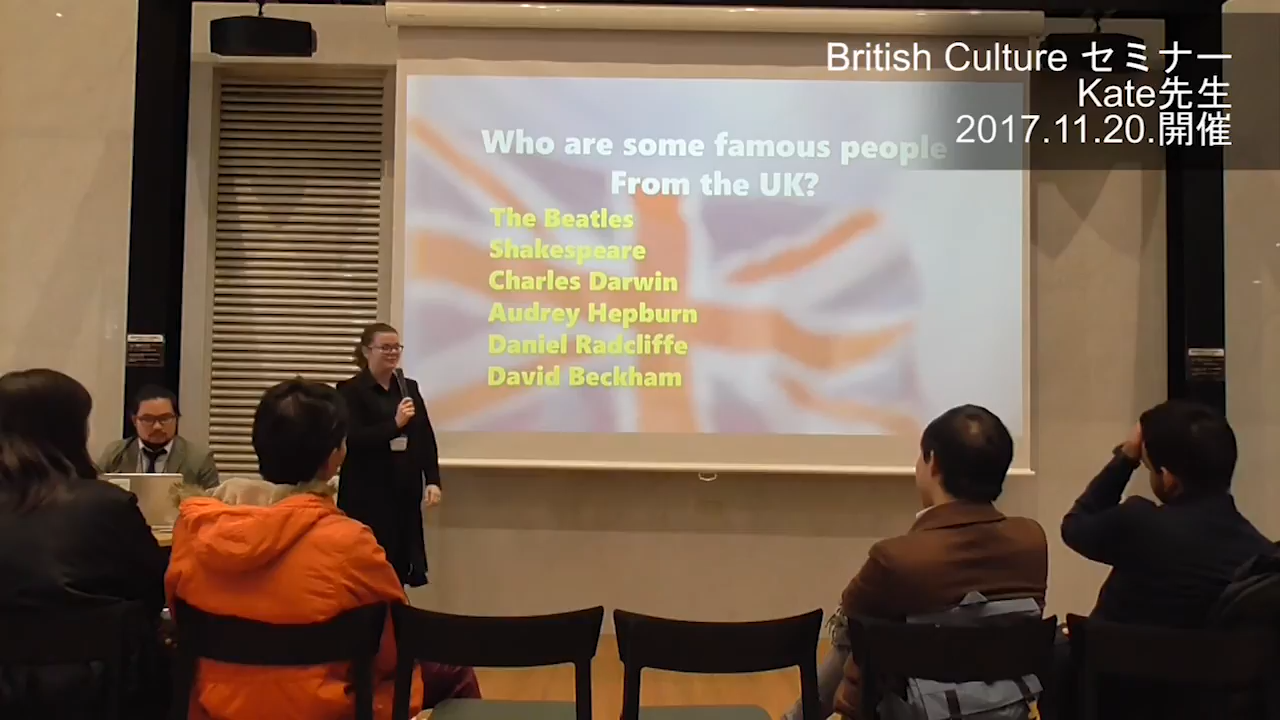 British Culture セミナー
Kate先生
2017.11.20.開催
Who are some famous people
From the UK?
The Beatles
Shakespeare
Charles Darwin
Audrey Hepburn
Daniel Radcliffe
David Beckham